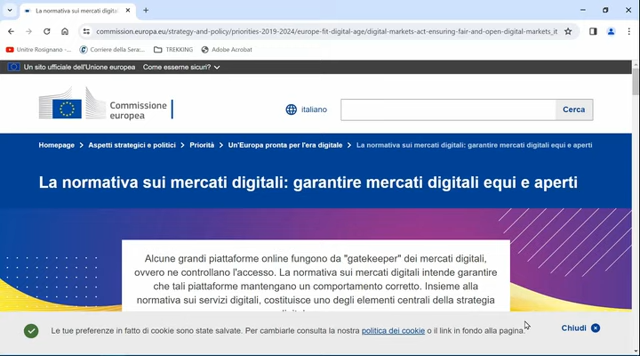 La normativa sui mercati di
commission.europa.eu/strategy-and-policy/priorities-2019-2024/europe-fit-digital-age/digital-markets-act-ensuring-fair-and-open-digital-markets_it
Unitre Rosignano -... Corriere della Sera:... TREKKING Adobe Acrobat
Un sito ufficiale dell'Unione europea Come esserne sicuri?
Commissione
europea
italiano
Cerca
Homepage > Aspetti strategici e politici > Priorità > Un'Europa pronta per l'era digitale > La normativa sui mercati digitali: garantire mercati digitali equi e aperti
La normativa sui mercati digitali: garantire mercati digitali equi e aperti
Alcune grandi piattaforme online fungono da "gatekeeper" dei mercati digitali,
ovvero ne controllano l'accesso. La normativa sui mercati digitali intende garantire
che tali piattaforme mantengano un comportamento corretto. Insieme alla
normativa sui servizi digitali, costituisce uno degli elementi centrali della strategia
Le tue preferenze in fatto di cookie sono state salvate. Per cambiarle consulta la nostra politica dei cookie o il link in fondo alla pagina.
Chiudi